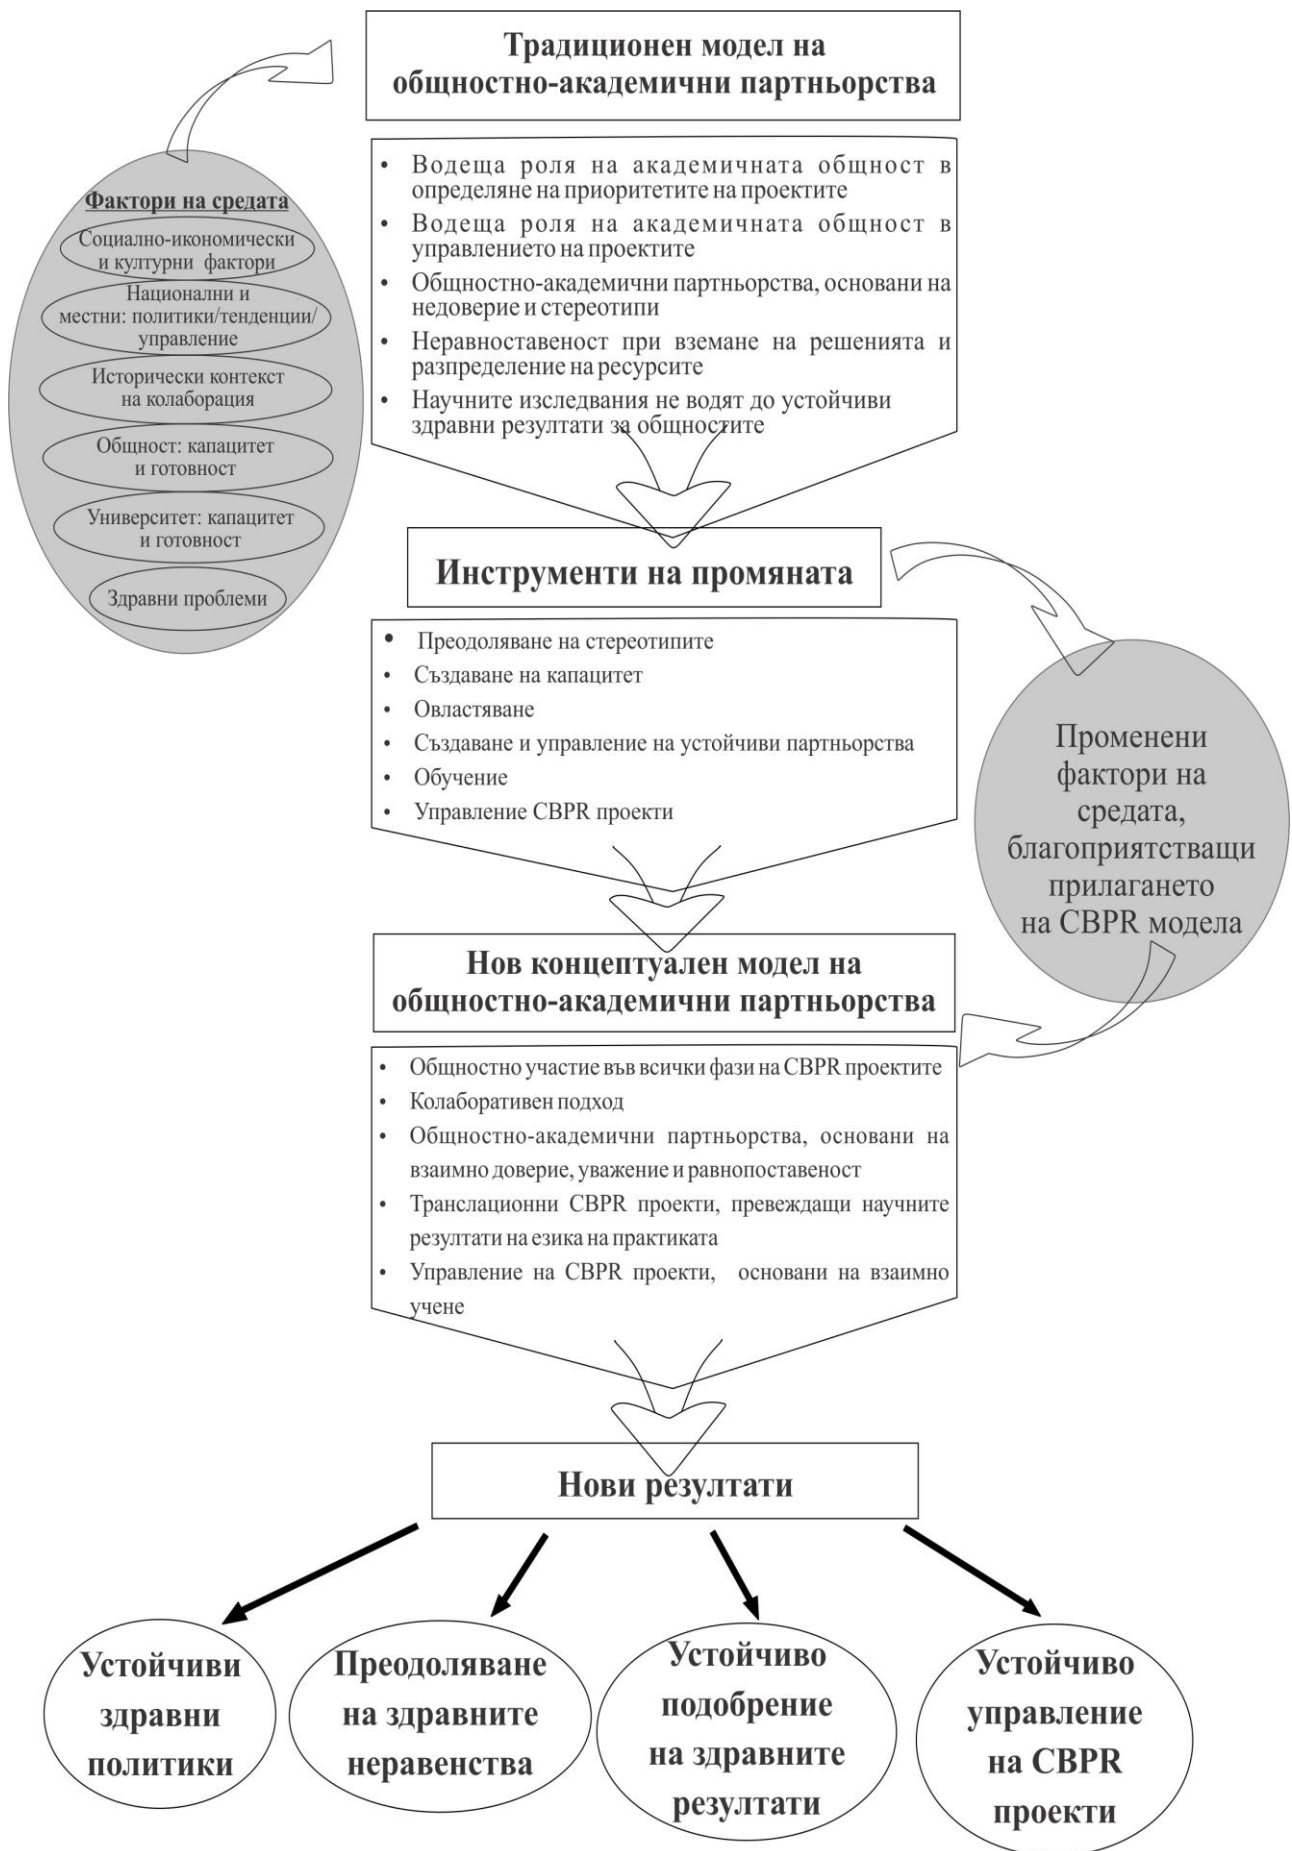 Традиционен модел на
общностно-академични партньорства
• Водеща роля на академичната общност в
определяне на приоритетите на проектите
• Водеща роля на академичната общност в
управлението на проектите
• Общностно-академични партньорства, основани на
недоверие и стереотипи
• Неравноставеност при вземане на решенията и
разпределение на ресурсите
• Научните изследвания не водят до устойчиви
здравни резултати за общностите
Фактори на средата
Социално-икономически
и културни фактори
Национални и
местни: политики/тенденции/
управление
Исторически контекст
на колаборация
Общност: капацитет
и готовност
Университет: капацитет
и готовност
Здравни проблеми
Инструменти на промяната
• Преодоляване на стереотипите
• Създаване на капацитет
• Овластяване
• Създаване и управление на устойчиви партньорства
• Обучение
• Управление CBPR проекти
Променени
фактори на
средата,
благоприятстващи
прилагането
на CBPR модела
Нов концептуален модел на
общностно-академични партньорства
• Общностно участие във всички фази на CBPR проектите
• Колаборативен подход
• Общностно-академични партньорства, основани на
взаимно доверие, уважение и равнопоставеност
• Транслационни CBPR проекти, превеждащи научните
резултати на езика на практиката
• Управление на CBPR проекти, основани на взаимно
учене
Нови резултати
Устойчиви
здравни
политики
Преодоляване
на здравните
неравенства
Устойчиво
подобрение
на здравните
резултати
Устойчиво
управление
на CBPR
проекти